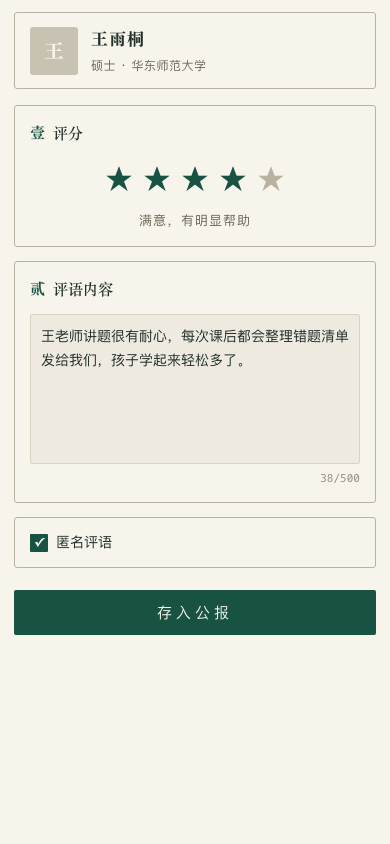 王
王雨桐
硕士 · 华东师范大学
壹 评分
满意，有明显帮助
贰 评语内容
王老师讲题很有耐心，每次课后都会整理错题清单
发给我们，孩子学起来轻松多了。
38/500
匿名评语
存入公报